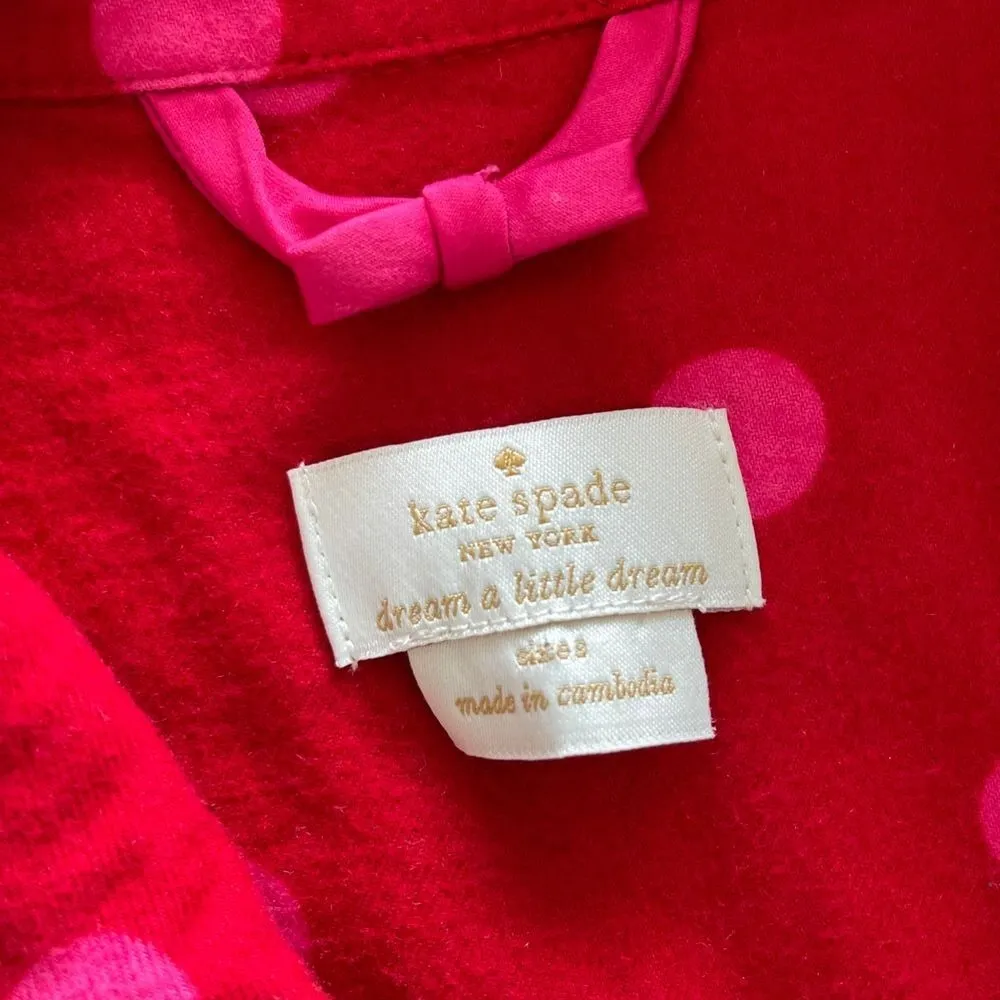 kate spade
NEW YORK
dream a little dream
size s
made in cambodia